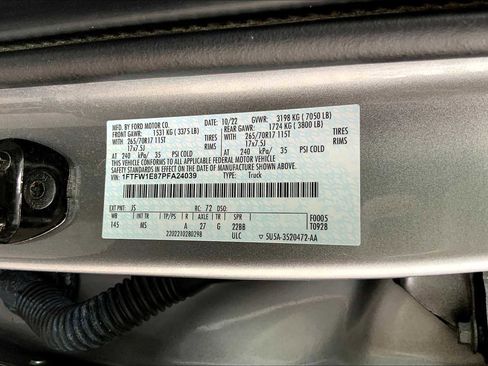 MFD. BY FORD MOTOR CO. DATE: 10/22 GVWR: 3198 KG ( 7050 LB)
FRONT GAWR: 1531 KG ( 3375 LB) REAR GAWR: 1724 KG ( 3800 LB)
WITH 265/70R17 115T TIRES WITH 265/70R17 115T TIRES
17x7.5J RIMS 17x7.5J RIMS
AT 240 kPa/ 35 PSI COLD AT 240 kPa/ 35 PSI COLD
THIS VEHICLE CONFORMS TO ALL APPLICABLE FEDERAL MOTOR VEHICLE
SAFETY STANDARDS IN EFFECT ON THE DATE OF MANUFACTURE SHOWN ABOVE.
VIN: 1FTFW1E87PFA24039 TYPE: Truck
EXT PNT: JS RC: 72 DSO: F0005
WB INT TR TP/PS R AXLE TR SPR T0928
145 MS A 27 G 22BB
2202210280298 ULC 5U5A-3520472-AA